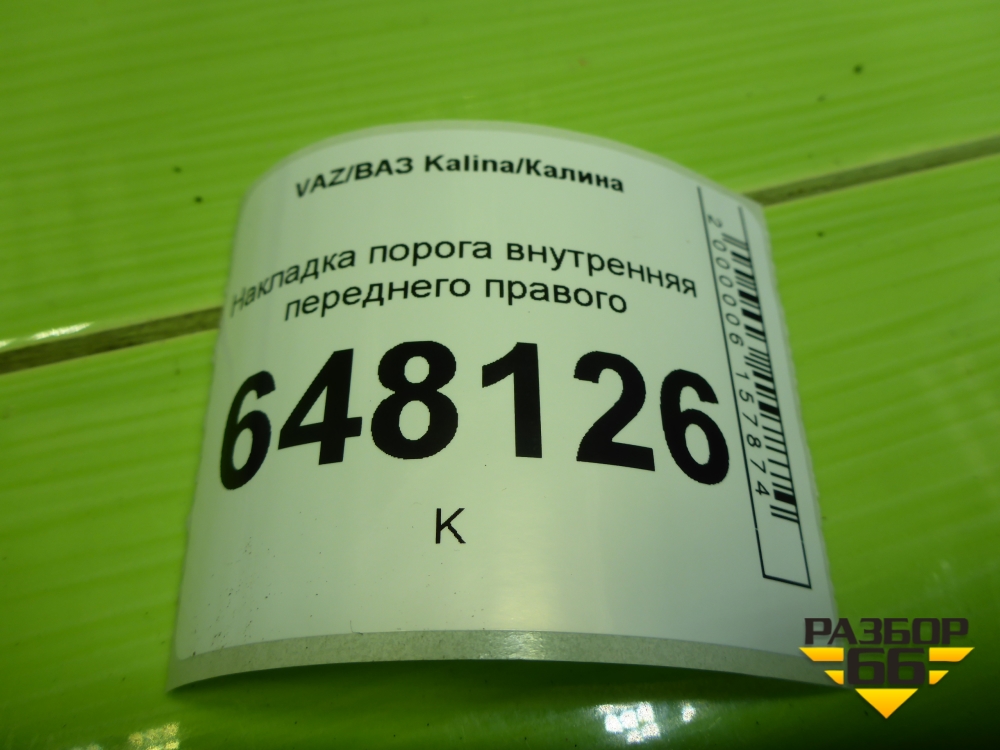 VAZ/ВАЗ Kalina/Калина
Накладка порога внутренняя
переднего правого
648126
К
2000006157874
РАЗБОР
66